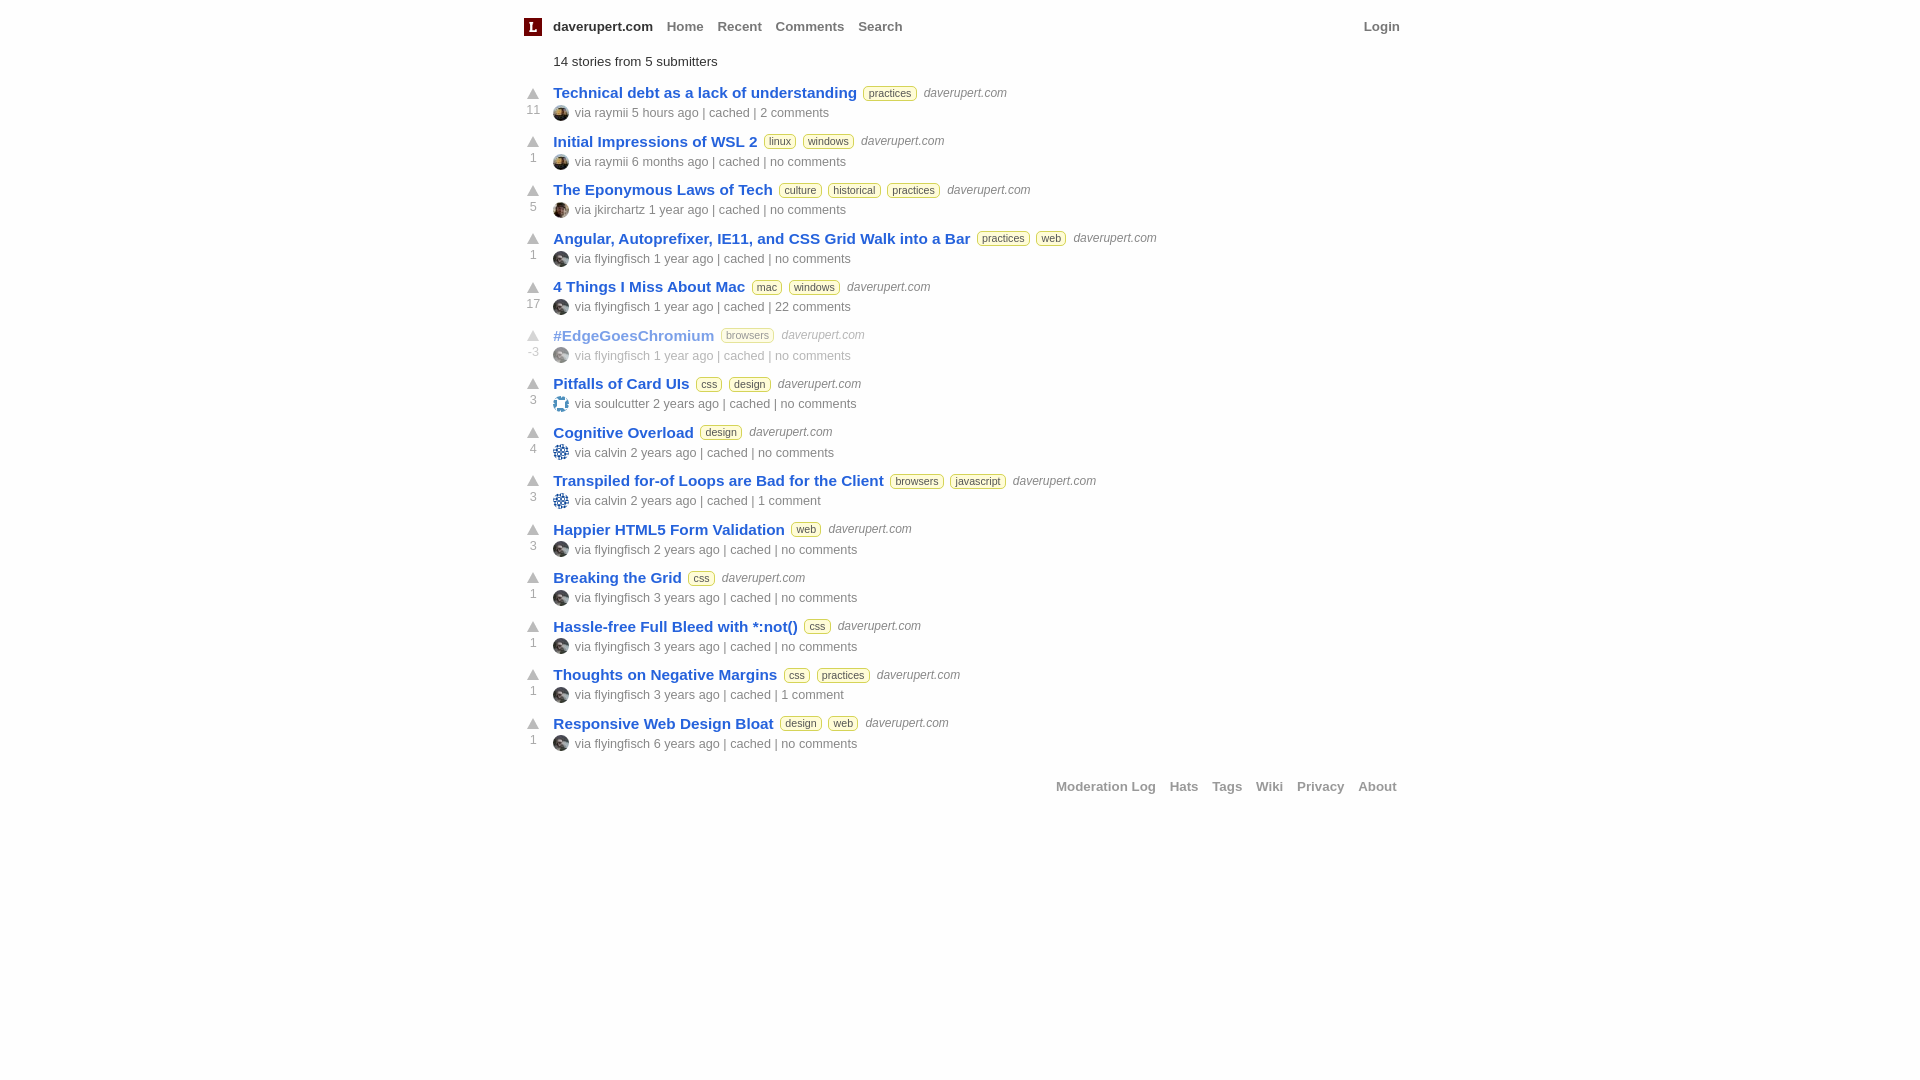 L daverupert.com Home Recent Comments Search Login
14 stories from 5 submitters
Technical debt as a lack of understanding practices daverupert.com
11 via raymii 5 hours ago | cached | 2 comments
Initial Impressions of WSL 2 linux windows daverupert.com
1 via raymii 6 months ago | cached | no comments
The Eponymous Laws of Tech culture historical practices daverupert.com
5 via jkirchartz 1 year ago | cached | no comments
Angular, Autoprefixer, IE11, and CSS Grid Walk into a Bar practices web daverupert.com
1 via flyingfisch 1 year ago | cached | no comments
4 Things I Miss About Mac mac windows daverupert.com
17 via flyingfisch 1 year ago | cached | 22 comments
#EdgeGoesChromium browsers daverupert.com
-3 via flyingfisch 1 year ago | cached | no comments
Pitfalls of Card UIs css design daverupert.com
3 via soulcutter 2 years ago | cached | no comments
Cognitive Overload design daverupert.com
4 via calvin 2 years ago | cached | no comments
Transpiled for-of Loops are Bad for the Client browsers javascript daverupert.com
3 via calvin 2 years ago | cached | 1 comment
Happier HTML5 Form Validation web daverupert.com
3 via flyingfisch 2 years ago | cached | no comments
Breaking the Grid css daverupert.com
1 via flyingfisch 3 years ago | cached | no comments
Hassle-free Full Bleed with *:not() css daverupert.com
1 via flyingfisch 3 years ago | cached | no comments
Thoughts on Negative Margins css practices daverupert.com
1 via flyingfisch 3 years ago | cached | 1 comment
Responsive Web Design Bloat design web daverupert.com
1 via flyingfisch 6 years ago | cached | no comments
Moderation Log Hats Tags Wiki Privacy About